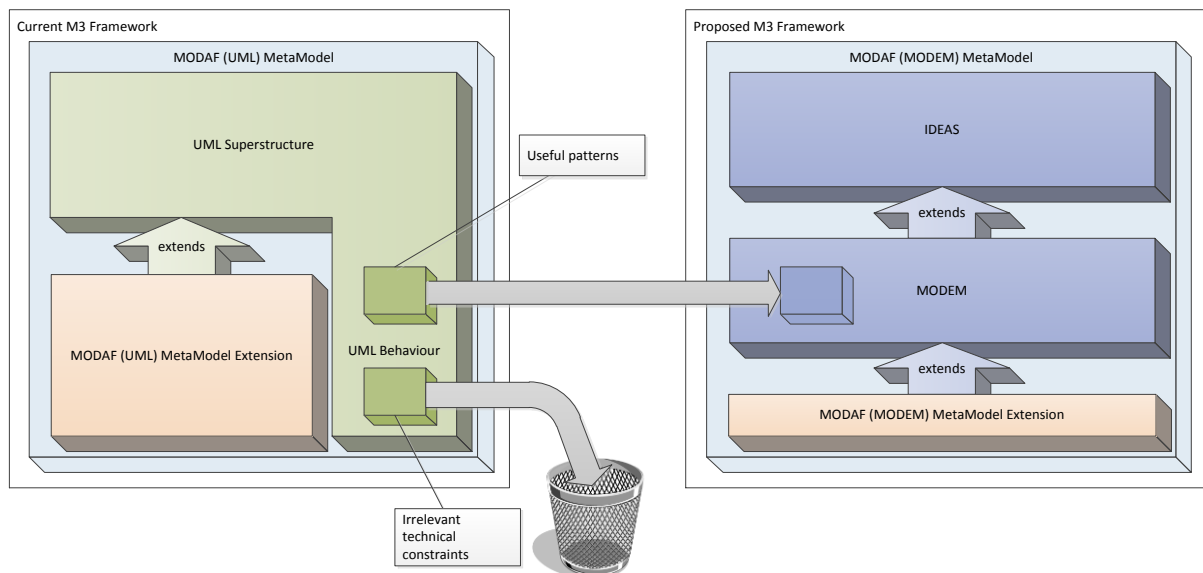 Current M3 Framework
MODAF (UML) MetaModel
UML Superstructure
extends
MODAF (UML) MetaModel Extension
UML Behaviour
Useful patterns
Irrelevant
technical
constraints
Proposed M3 Framework
MODAF (MODEM) MetaModel
IDEAS
extends
MODEM
extends
MODAF (MODEM) MetaModel Extension